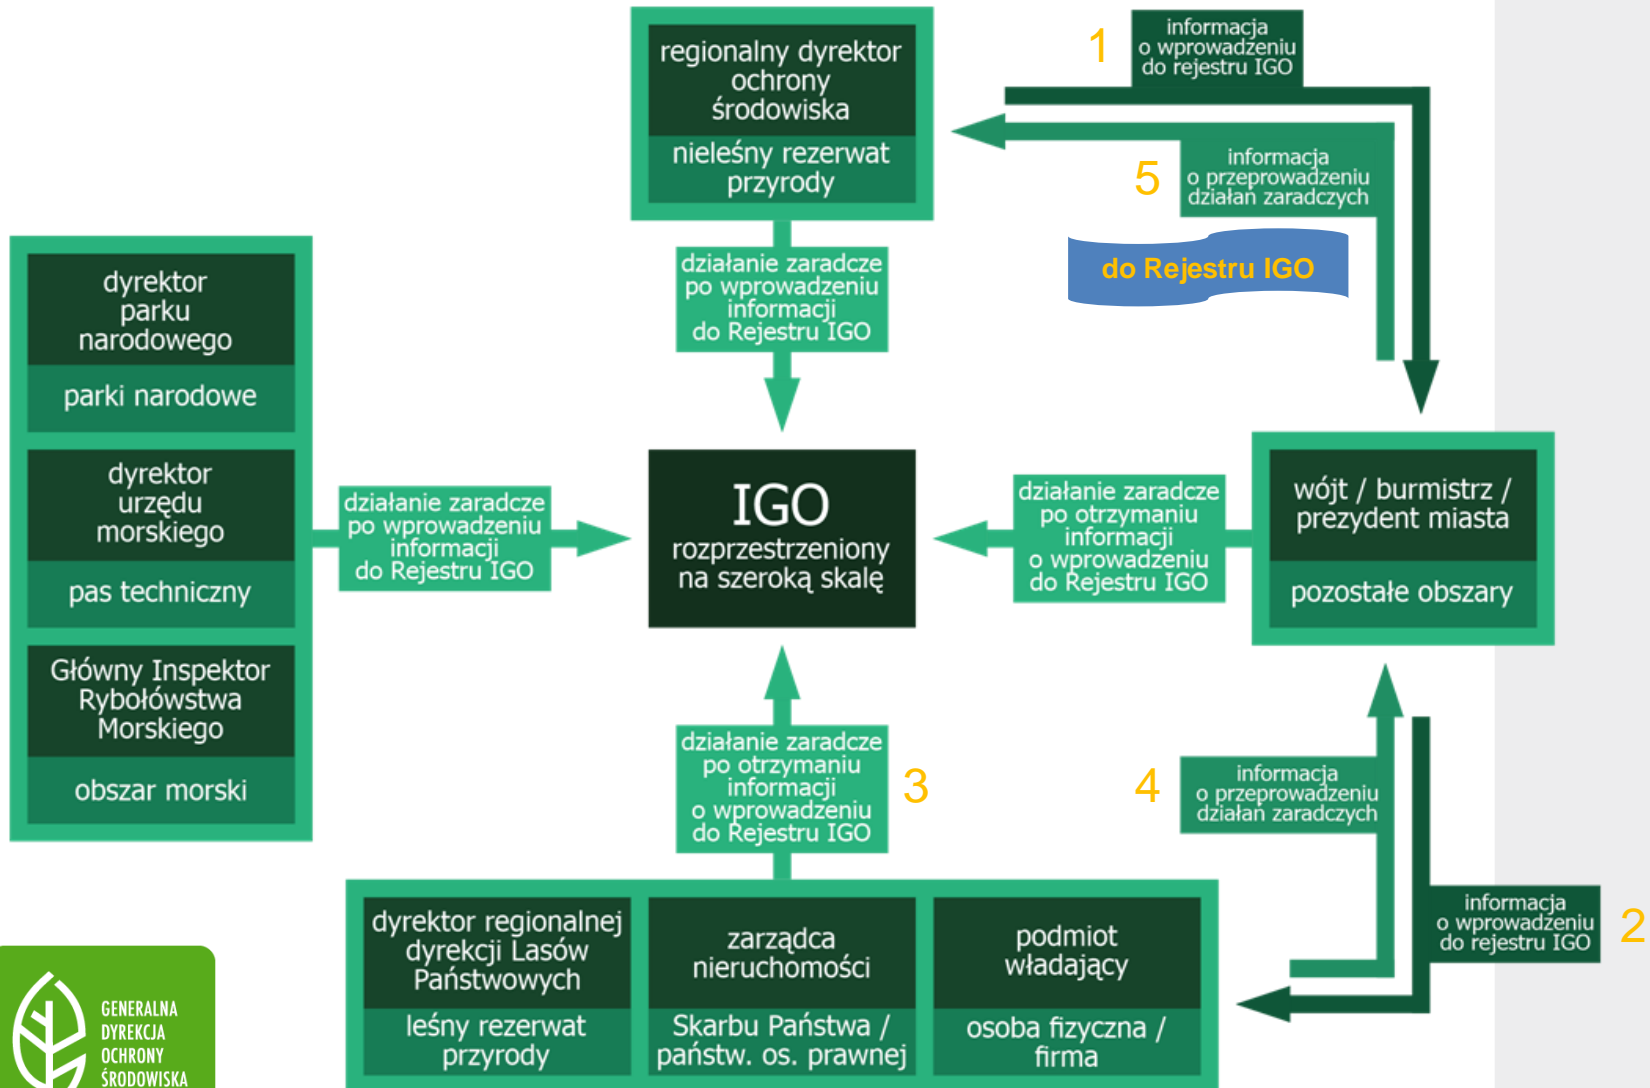 regionalny dyrektor
ochrony
środowiska
nieleśny rezerwat
przyrody
1
informacja
o wprowadzeniu
do rejestru IGO
5
informacja
o przeprowadzeniu
działan zaradczych
do Rejestru IGO
działanie zaradcze
po wprowadzeniu
informacji
do Rejestru IGO
dyrektor
parku
narodowego
parki narodowe
dyrektor
urzędu
morskiego
pas techniczny
Główny Inspektor
Rybołówstwa
Morskiego
obszar morski
działanie zaradcze
po wprowadzeniu
informacji
do Rejestru IGO
IGO
rozprzestrzeniony
na szeroką skalę
działanie zaradcze
po otrzymaniu
informacji
o wprowadzeniu
do Rejestru IGO
wójt / burmistrz /
prezydent miasta
pozostałe obszary
działanie zaradcze
po otrzymaniu
informacji
o wprowadzeniu
do Rejestru IGO
3
4
informacja
o przeprowadzeniu
działan zaradczych
informacja
o wprowadzeniu
do rejestru IGO
2
dyrektor regionalnej
dyrekcji Lasów
Państwowych
leśny rezerwat
przyrody
zarządca
nieruchomości
Skarbu Państwa /
państw. os. prawnej
podmiot
władający
osoba fizyczna /
firma
GENERALNA
DYREKCJA
OCHRONY
ŚRODOWISKA